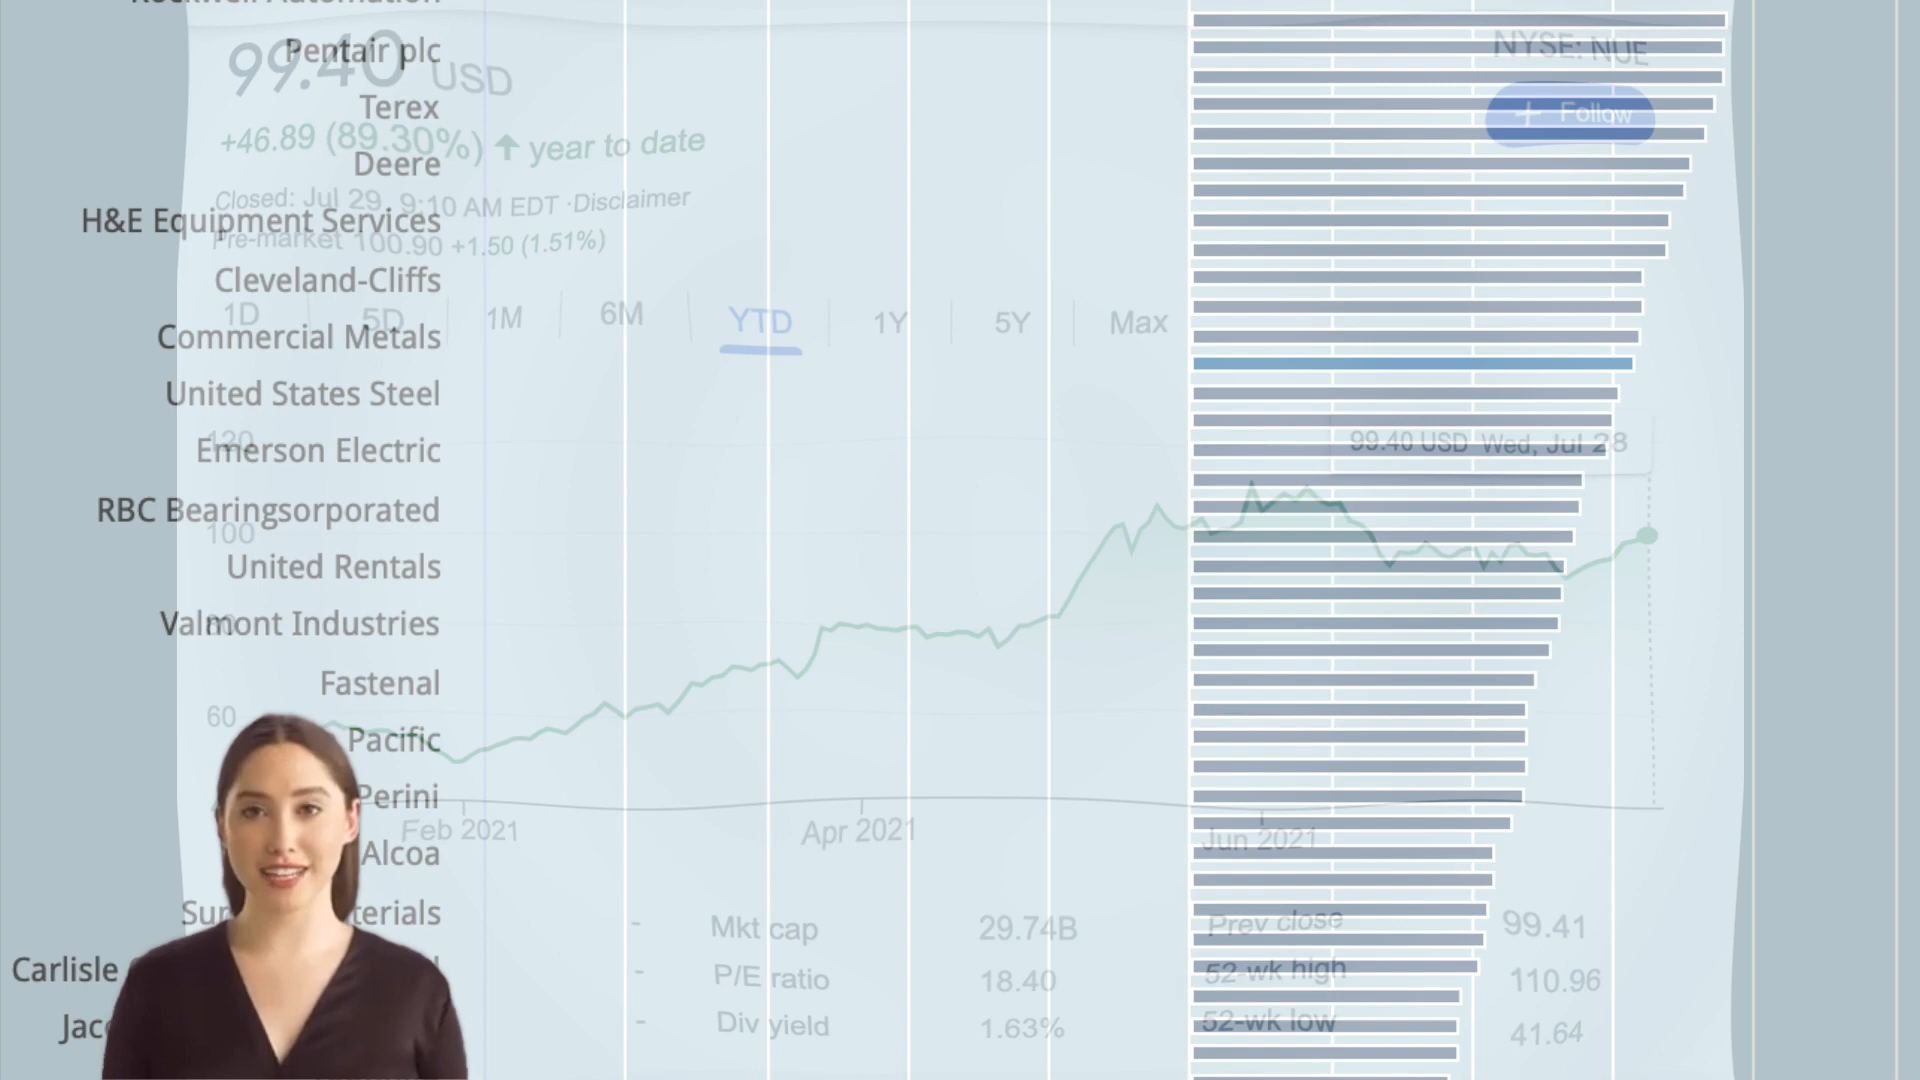 Rockwell Automation
Pentair plc
99.40 USD
NYSE: NUE
Terex
+ Follow
+46.89 (89.30%) ↑ year to date
Deere
Closed: Jul 29, 9:10 AM EDT ·Disclaimer
H&E Equipment Services
Pre-market 100.90 +1.50 (1.51%)
Cleveland-Cliffs
1D 5D 1M 6M YTD 1Y 5Y Max
Commercial Metals
United States Steel
120
99.40 USD Wed, Jul 28
Emerson Electric
RBC Bearingsorporated
100
United Rentals
Valmont Industries
80
Fastenal
60
Pacific
Perini
Feb 2021 Apr 2021 Jun 2021
Alcoa
- Mkt cap 29.74B Prev close 99.41
Carlisle
- P/E ratio 18.40 52-wk high 110.96
- Div yield 1.63% 52-wk low 41.64